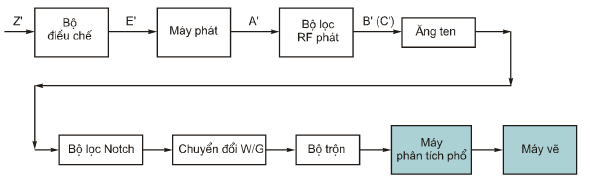 Z'
Bộ
điều chế
E'
Máy phát
A'
Bộ lọc
RF phát
B' (C')
Ăng ten
Bộ lọc Notch
Chuyển đổi W/G
Bộ trộn
Máy
phân tích phổ
Máy vẽ